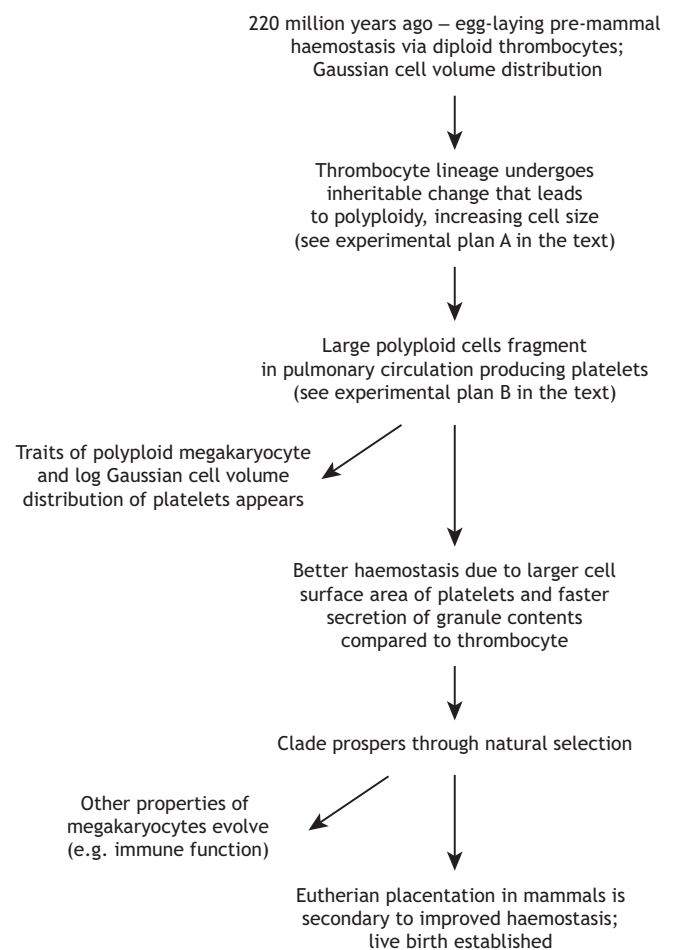 220 million years ago – egg-laying pre-mammal
haemostasis via diploid thrombocytes;
Gaussian cell volume distribution
Thrombocyte lineage undergoes
inheritable change that leads
to polyploidy, increasing cell size
(see experimental plan A in the text)
Large polyploid cells fragment
in pulmonary circulation producing platelets
(see experimental plan B in the text)
Traits of polyploid megakaryocyte
and log Gaussian cell volume
distribution of platelets appears
Better haemostasis due to larger cell
surface area of platelets and faster
secretion of granule contents
compared to thrombocyte
Clade prospers through natural selection
Other properties of
megakaryocytes evolve
(e.g. immune function)
Eutherian placentation in mammals is
secondary to improved haemostasis;
live birth established